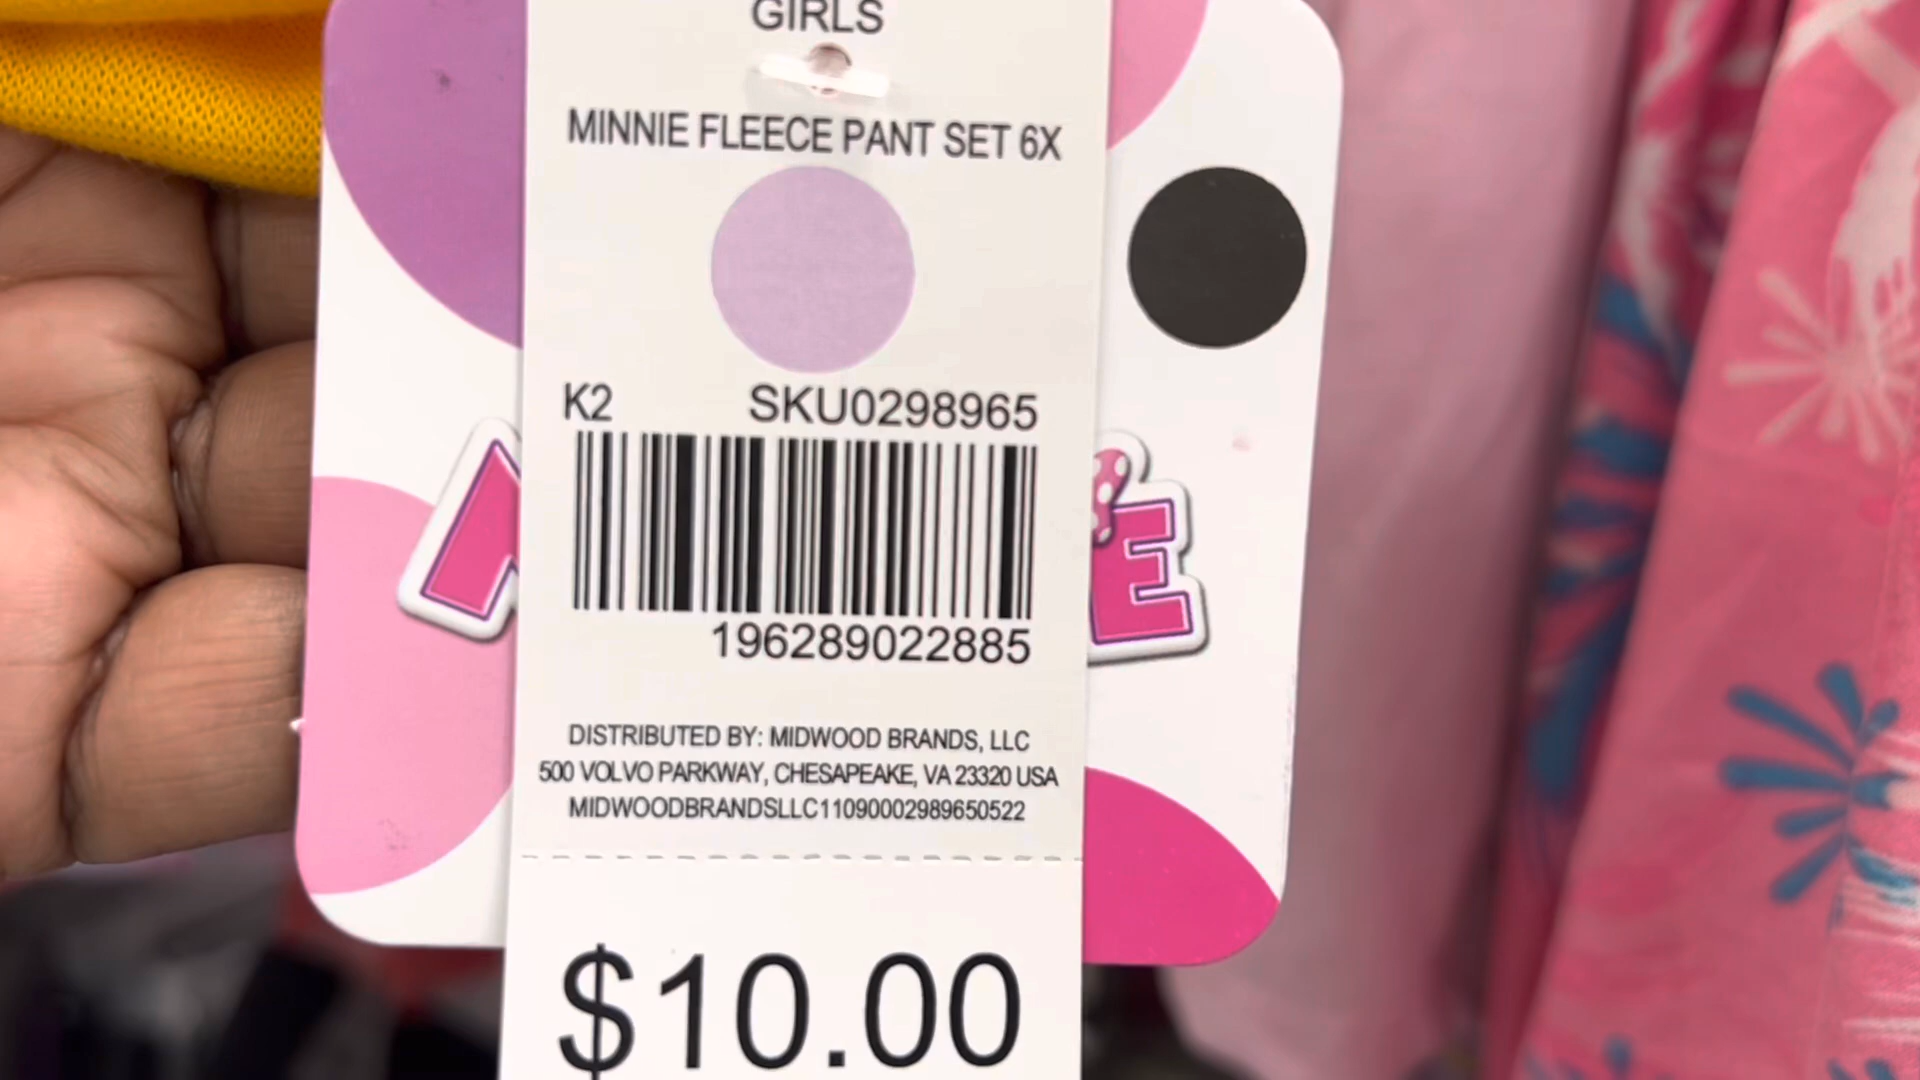 GIRLS
MINNIE FLEECE PANT SET 6X
K2 SKU0298965
196289022885
DISTRIBUTED BY: MIDWOOD BRANDS, LLC
500 VOLVO PARKWAY, CHESAPEAKE, VA 23320 USA
MIDWOODBRANDSLLC11090002989650522
$10.00